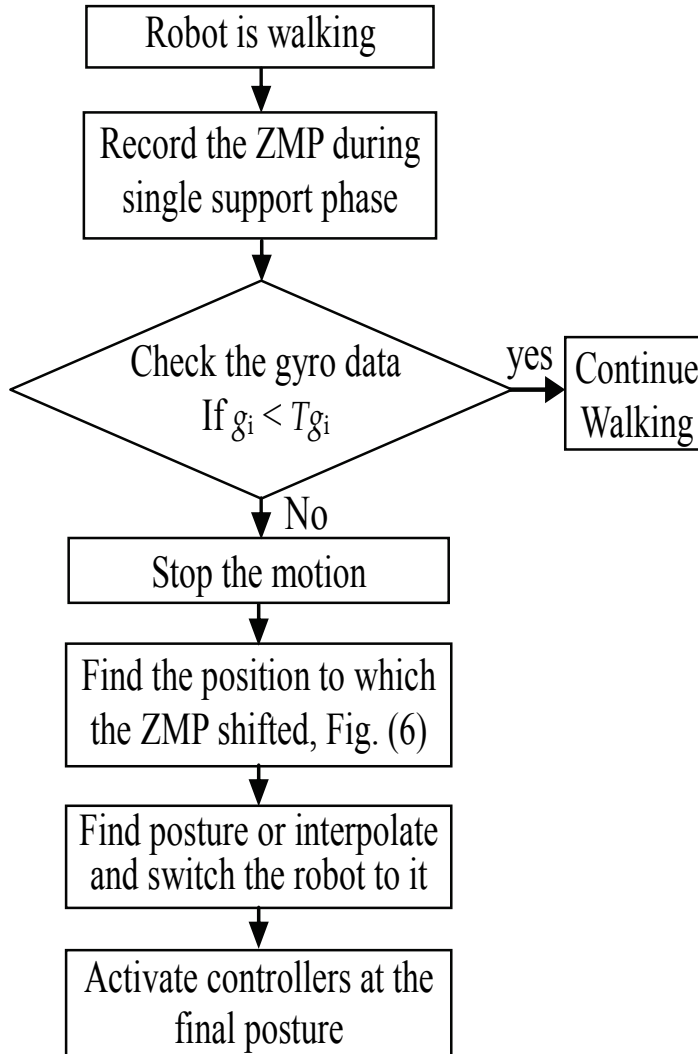 Robot is walking
Record the ZMP during
single support phase
Check the gyro data
If gᵢ < Tgᵢ
yes
Continue
Walking
No
Stop the motion
Find the position to which
the ZMP shifted, Fig. (6)
Find posture or interpolate
and switch the robot to it
Activate controllers at the
final posture